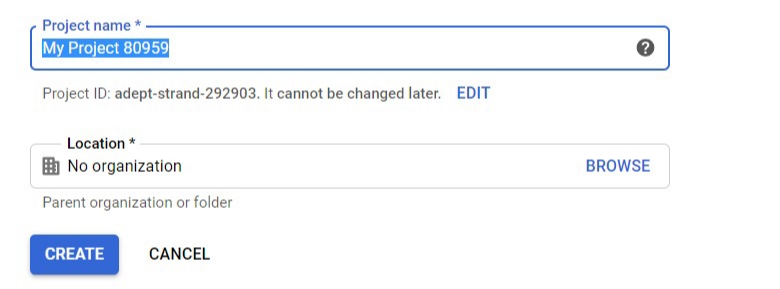 Project name *
My Project 80959
Project ID: adept-strand-292903. It cannot be changed later. EDIT
Location *
No organization BROWSE
Parent organization or folder
CREATE CANCEL